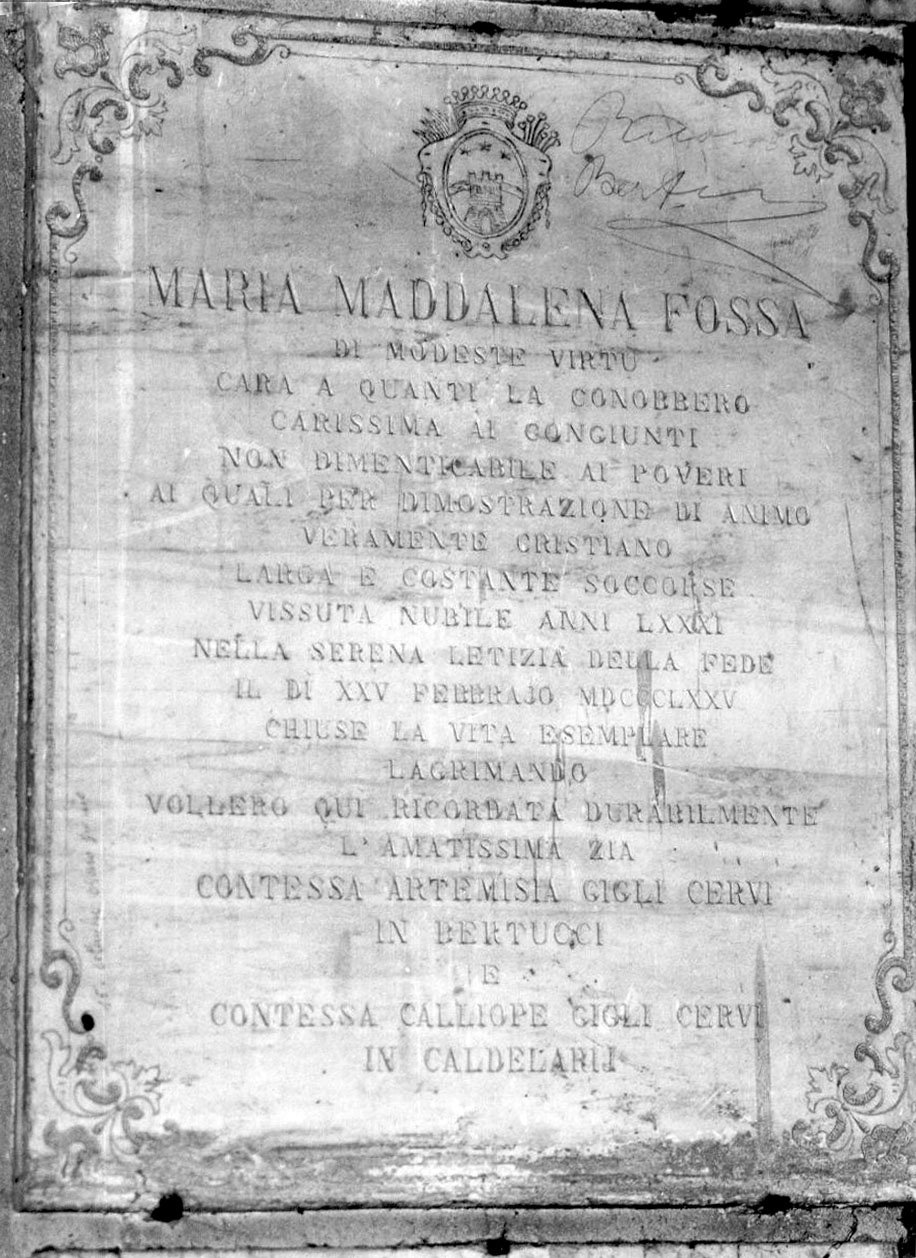 MARIA MADDALENA FOSSA
DI MODESTE VIRTÙ
CARA A QUANTI LA CONOBBERO
CARISSIMA AI CONGIUNTI
NON DIMENTICABILE AI POVERI
AI QUALI PER DIMOSTRAZIONE DI ANIMO
VERAMENTE CRISTIANO
LARGA E COSTANTE SOCCORSE
VISSUTA NUBILE ANNI LXXXI
NELLA SERENA LETIZIA DELLA FEDE
IL DÌ XXV FEBBRAJO MDCCCLXXV
CHIUSE LA VITA ESEMPLARE
LAGRIMANDO
VOLLERO QUI RICORDATA DURABILMENTE
L'AMATISSIMA ZIA
CONTESSA ARTEMISIA GIGLI CERVI
IN BERTUCCI
E
CONTESSA CALLIOPE GIGLI CERVI
IN CALDELARIJ